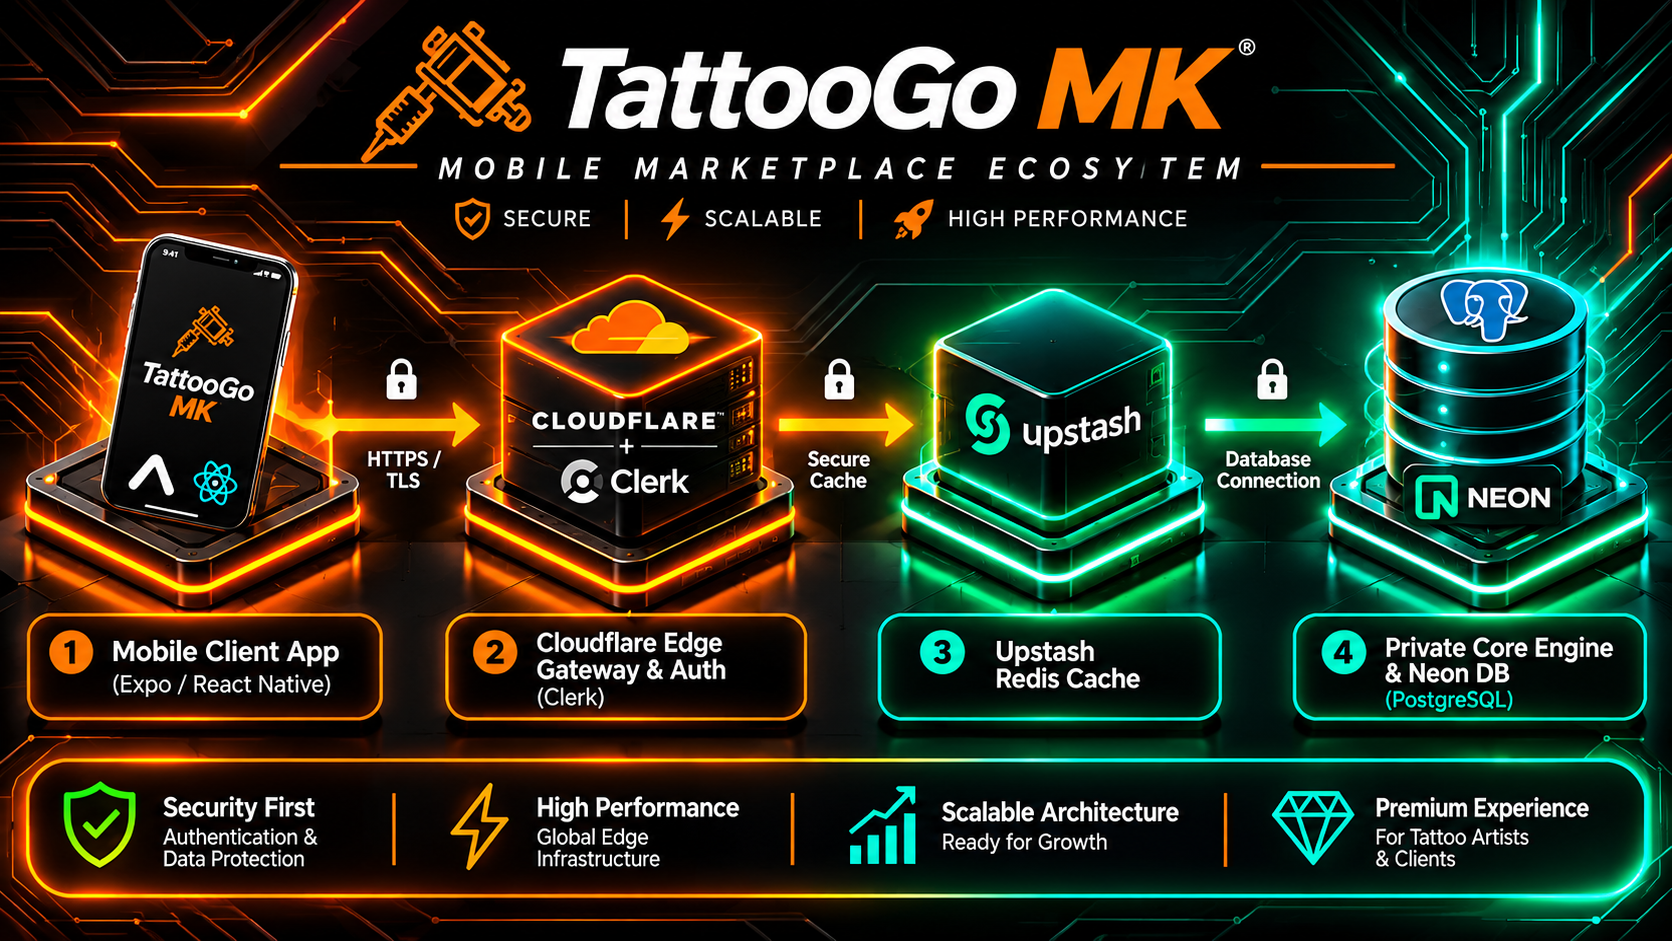 TattooGo MK®
MOBILE MARKETPLACE ECOSY/TEM
SECURE
SCALABLE
HIGH PERFORMANCE
9:41
TattooGo
MK
HTTPS /
TLS
CLOUDFLARE™
+
Clerk
Secure
Cache
upstash
Database
Connection
NEON
1
Mobile Client App
(Expo / React Native)
2
Cloudflare Edge
Gateway & Auth
(Clerk)
3
Upstash
Redis Cache
4
Private Core Engine
& Neon DB
(PostgreSQL)
Security First
Authentication &
Data Protection
High Performance
Global Edge
Infrastructure
Scalable Architecture
Ready for Growth
Premium Experience
For Tattoo Artists
& Clients